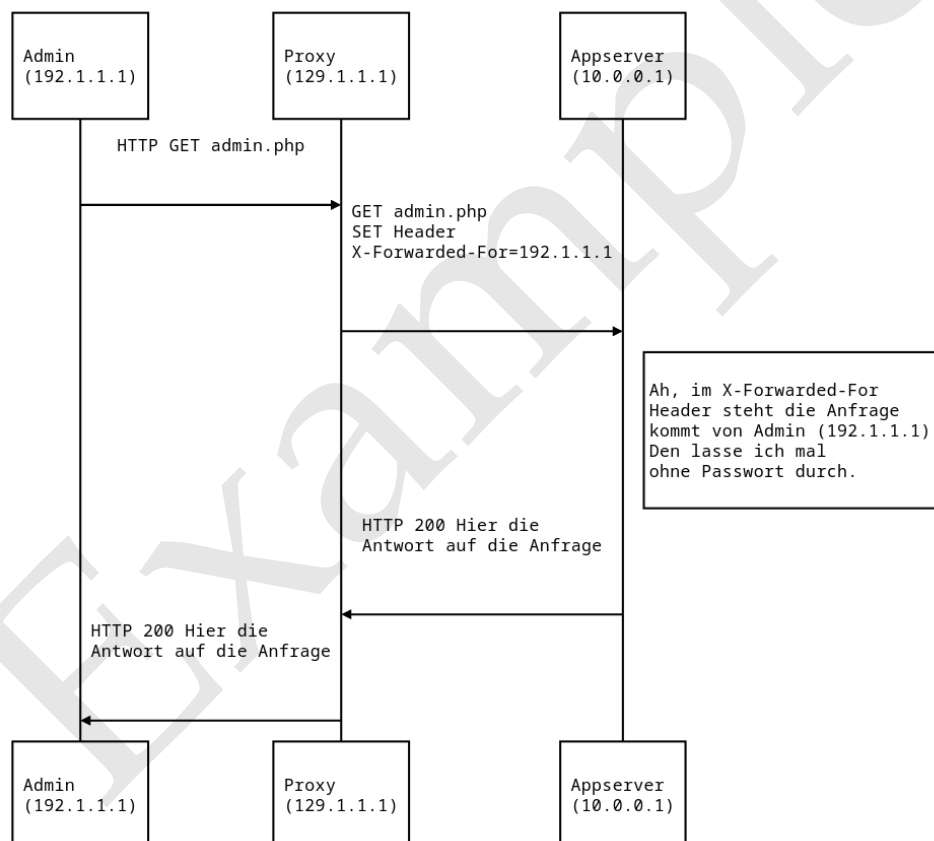 Admin
(192.1.1.1)
Proxy
(129.1.1.1)
Appserver
(10.0.0.1)
HTTP GET admin.php
GET admin.php
SET Header
X-Forwarded-For=192.1.1.1
Ah, im X-Forwarded-For
Header steht die Anfrage
kommt von Admin (192.1.1.1)
Den lasse ich mal
ohne Passwort durch.
HTTP 200 Hier die
Antwort auf die Anfrage
HTTP 200 Hier die
Antwort auf die Anfrage
Admin
(192.1.1.1)
Proxy
(129.1.1.1)
Appserver
(10.0.0.1)
Example